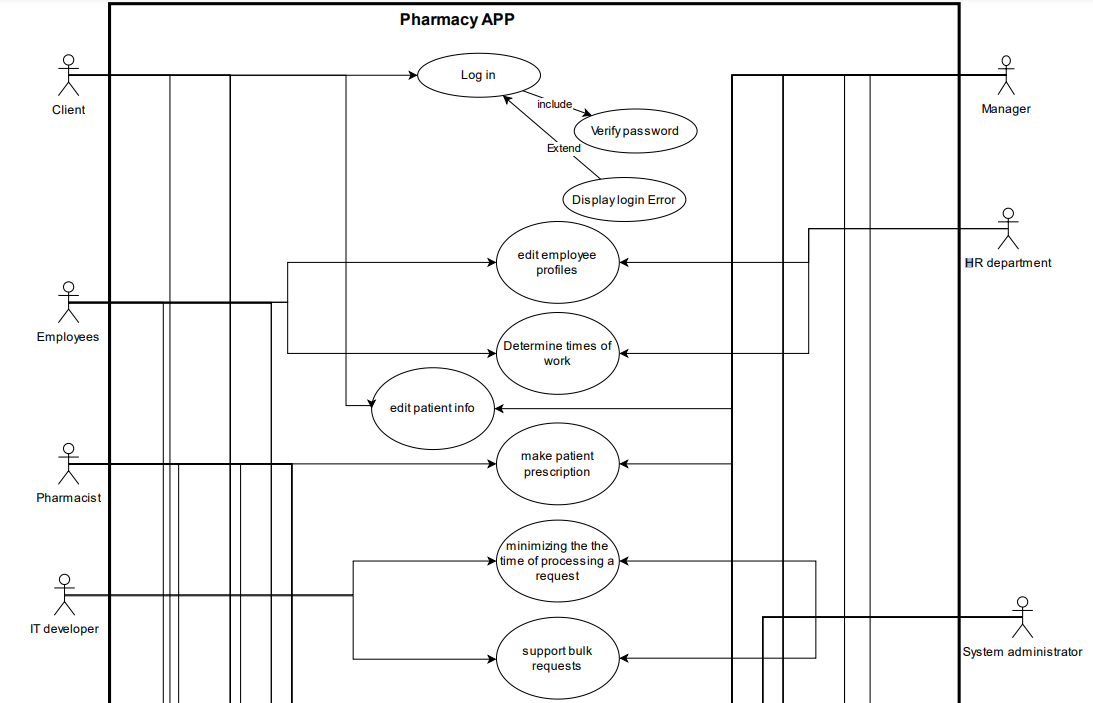 Pharmacy APP
Client
Log in
Manager
include
Verify password
Extend
Display login Error
edit employee
profiles
HR department
Employees
Determine times of
work
edit patient info
Pharmacist
make patient
prescription
minimizing the the
time of processing a
request
IT developer
support bulk
requests
System administrator